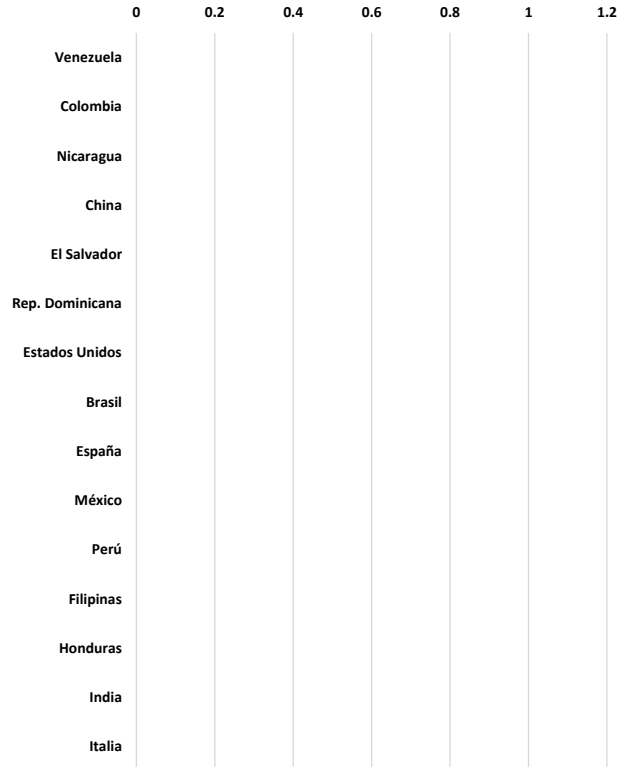 0 0.2 0.4 0.6 0.8 1 1.2
Venezuela
Colombia
Nicaragua
China
El Salvador
Rep. Dominicana
Estados Unidos
Brasil
España
México
Perú
Filipinas
Honduras
India
Italia